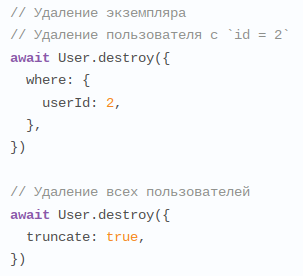 // Удаление экземпляра
// Удаление пользователя с `id = 2`
await User.destroy({
  where: {
    userId: 2,
  },
})

// Удаление всех пользователей
await User.destroy({
  truncate: true,
})